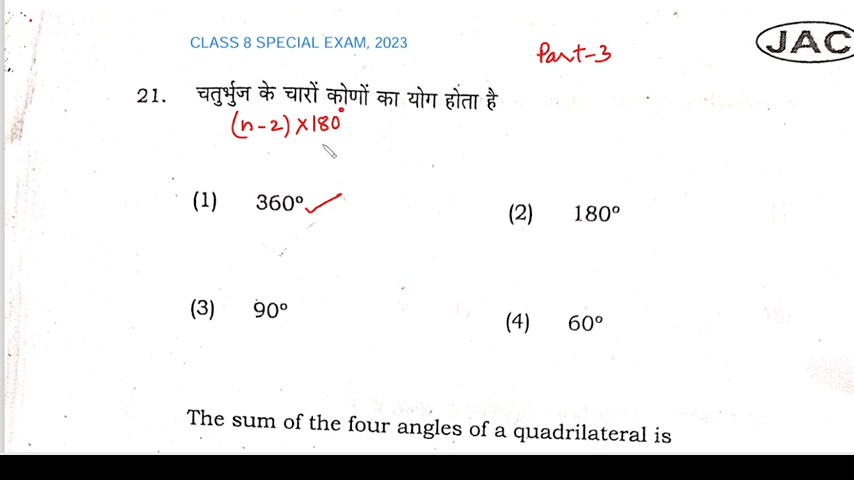 CLASS 8 SPECIAL EXAM, 2023
Part-3
JAC
21. चतुर्भुज के चारों कोणों का योग होता है
(n-2)×180°
(1) 360°
(2) 180°
(3) 90°
(4) 60°
The sum of the four angles of a quadrilateral is